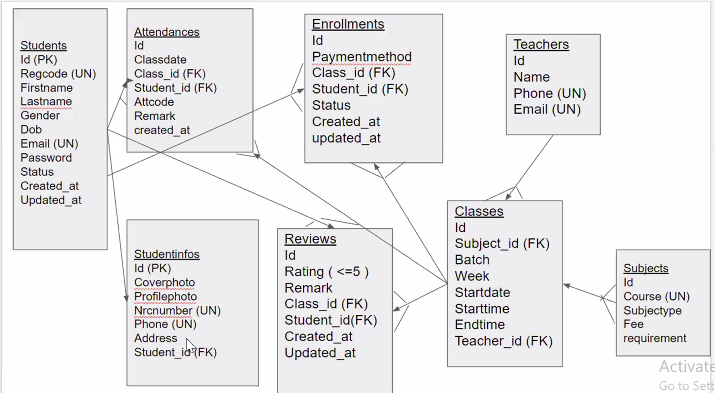 Students
Id (PK)
Regcode (UN)
Firstname
Lastname
Gender
Dob
Email (UN)
Password
Status
Created_at
Updated_at
Attendances
Id
Classdate
Class_id (FK)
Student_id (FK)
Attcode
Remark
created_at
Enrollments
Id
Paymentmethod
Class_id (FK)
Student_id (FK)
Status
Created_at
updated_at
Teachers
Id
Name
Phone (UN)
Email (UN)
Studentinfos
Id (PK)
Coverphoto
Profilephoto
Nrcnumber (UN)
Phone (UN)
Address
Student_id (FK)
Reviews
Id
Rating ( <=5 )
Remark
Class_id (FK)
Student_id(FK)
Created_at
Updated_at
Classes
Id
Subject_id (FK)
Batch
Week
Startdate
Starttime
Endtime
Teacher_id (FK)
Subjects
Id
Course (UN)
Subjectype
Fee
requirement
Activate
Go to Sett